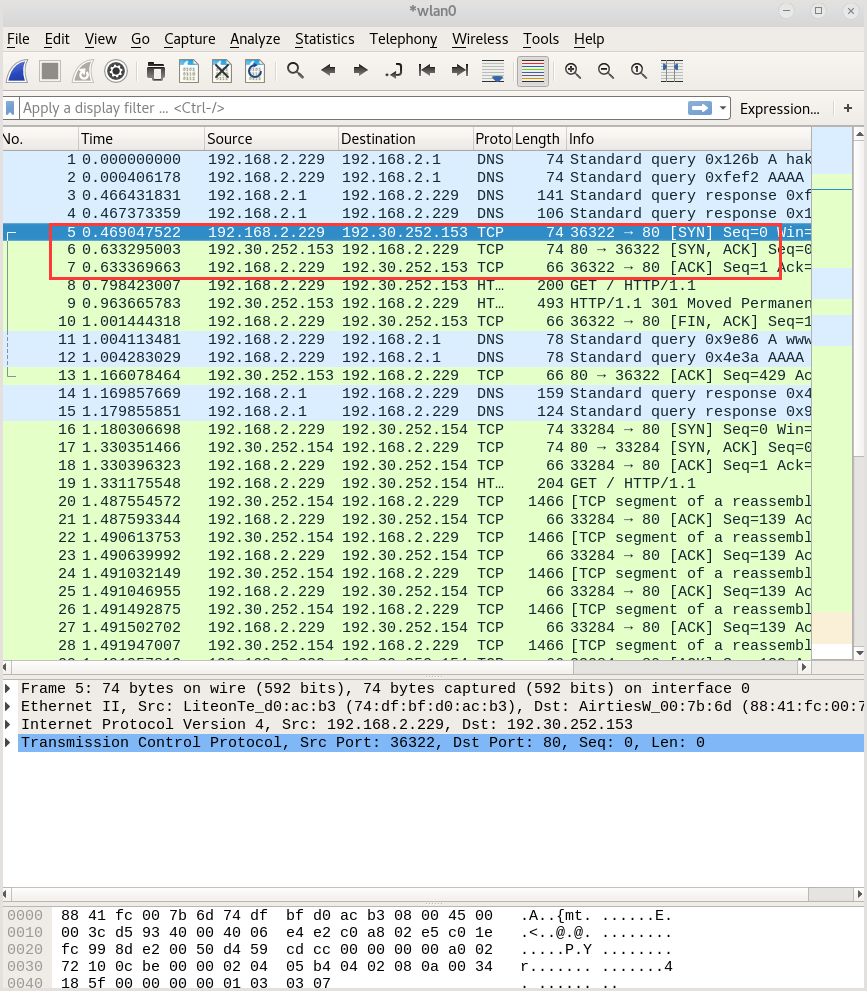 *wlan0
File Edit View Go Capture Analyze Statistics Telephony Wireless Tools Help
Apply a display filter ... <Ctrl-/> Expression... +
No. Time Source Destination Proto Length Info
1 0.000000000 192.168.2.229 192.168.2.1 DNS 74 Standard query 0x126b A hak
2 0.000406178 192.168.2.229 192.168.2.1 DNS 74 Standard query 0xfef2 AAAA
3 0.466431831 192.168.2.1 192.168.2.229 DNS 141 Standard query response 0xf
4 0.467373359 192.168.2.1 192.168.2.229 DNS 106 Standard query response 0x1
5 0.469047522 192.168.2.229 192.30.252.153 TCP 74 36322 → 80 [SYN] Seq=0 Win=
6 0.633295003 192.30.252.153 192.168.2.229 TCP 74 80 → 36322 [SYN, ACK] Seq=0
7 0.633369663 192.168.2.229 192.30.252.153 TCP 66 36322 → 80 [ACK] Seq=1 Ack=
8 0.798423007 192.168.2.229 192.30.252.153 HT... 200 GET / HTTP/1.1
9 0.963665783 192.30.252.153 192.168.2.229 HT... 493 HTTP/1.1 301 Moved Permanen
10 1.001444318 192.168.2.229 192.30.252.153 TCP 66 36322 → 80 [FIN, ACK] Seq=1
11 1.004113481 192.168.2.229 192.168.2.1 DNS 78 Standard query 0x9e86 A www
12 1.004283029 192.168.2.229 192.168.2.1 DNS 78 Standard query 0x4e3a AAAA
13 1.166078464 192.30.252.153 192.168.2.229 TCP 66 80 → 36322 [ACK] Seq=429 Ac
14 1.169857669 192.168.2.1 192.168.2.229 DNS 159 Standard query response 0x4
15 1.179855851 192.168.2.1 192.168.2.229 DNS 124 Standard query response 0x9
16 1.180306698 192.168.2.229 192.30.252.154 TCP 74 33284 → 80 [SYN] Seq=0 Win=
17 1.330351466 192.30.252.154 192.168.2.229 TCP 74 80 → 33284 [SYN, ACK] Seq=0
18 1.330396323 192.168.2.229 192.30.252.154 TCP 66 33284 → 80 [ACK] Seq=1 Ack=
19 1.331175548 192.168.2.229 192.30.252.154 HT... 204 GET / HTTP/1.1
20 1.487554572 192.30.252.154 192.168.2.229 TCP 1466 [TCP segment of a reassembl
21 1.487593344 192.168.2.229 192.30.252.154 TCP 66 33284 → 80 [ACK] Seq=139 Ac
22 1.490613753 192.30.252.154 192.168.2.229 TCP 1466 [TCP segment of a reassembl
23 1.490639992 192.168.2.229 192.30.252.154 TCP 66 33284 → 80 [ACK] Seq=139 Ac
24 1.491032149 192.30.252.154 192.168.2.229 TCP 1466 [TCP segment of a reassembl
25 1.491046955 192.168.2.229 192.30.252.154 TCP 66 33284 → 80 [ACK] Seq=139 Ac
26 1.491492875 192.30.252.154 192.168.2.229 TCP 1466 [TCP segment of a reassembl
27 1.491502702 192.168.2.229 192.30.252.154 TCP 66 33284 → 80 [ACK] Seq=139 Ac
28 1.491947007 192.30.252.154 192.168.2.229 TCP 1466 [TCP segment of a reassembl
Frame 5: 74 bytes on wire (592 bits), 74 bytes captured (592 bits) on interface 0
Ethernet II, Src: LiteonTe_d0:ac:b3 (74:df:bf:d0:ac:b3), Dst: AirtiesW_00:7b:6d (88:41:fc:00:7
Internet Protocol Version 4, Src: 192.168.2.229, Dst: 192.30.252.153
Transmission Control Protocol, Src Port: 36322, Dst Port: 80, Seq: 0, Len: 0
0000 88 41 fc 00 7b 6d 74 df bf d0 ac b3 08 00 45 00 .A..{mt. ......E.
0010 00 3c d5 93 40 00 40 06 e4 e2 c0 a8 02 e5 c0 1e .<..@.@. ........
0020 fc 99 8d e2 00 50 d4 59 cd cc 00 00 00 00 a0 02 .....P.Y ........
0030 72 10 0c be 00 00 02 04 05 b4 04 02 08 0a 00 34 r....... .......4
0040 18 5f 00 00 00 00 01 03 03 07